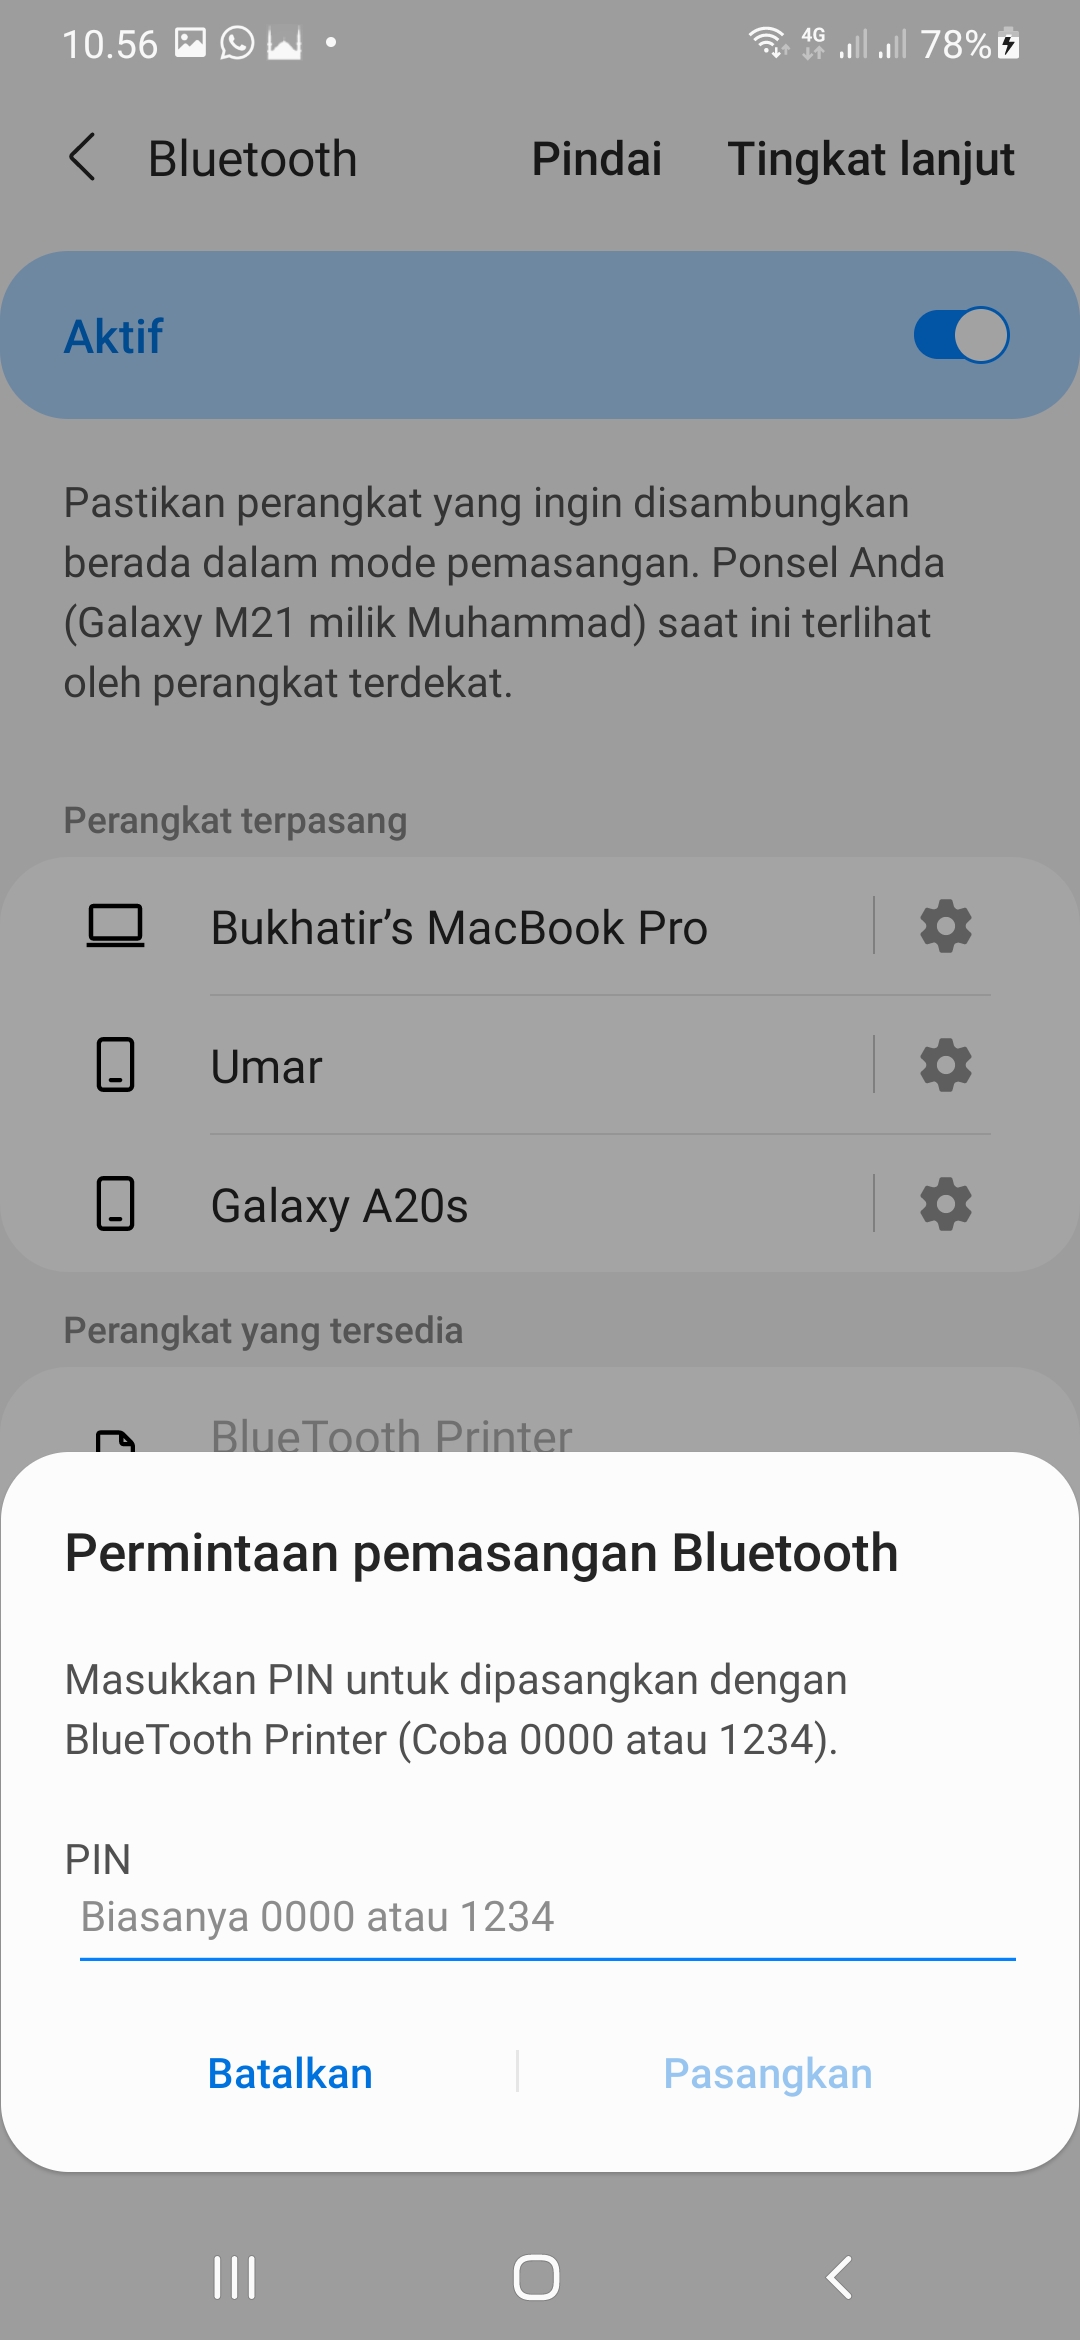 10.56
4G
78%
Bluetooth
Pindai
Tingkat lanjut
Aktif
Pastikan perangkat yang ingin disambungkan
berada dalam mode pemasangan. Ponsel Anda
(Galaxy M21 milik Muhammad) saat ini terlihat
oleh perangkat terdekat.
Perangkat terpasang
Bukhatir’s MacBook Pro
Umar
Galaxy A20s
Perangkat yang tersedia
BlueTooth Printer
Permintaan pemasangan Bluetooth
Masukkan PIN untuk dipasangkan dengan
BlueTooth Printer (Coba 0000 atau 1234).
PIN
Biasanya 0000 atau 1234
Batalkan
Pasangkan